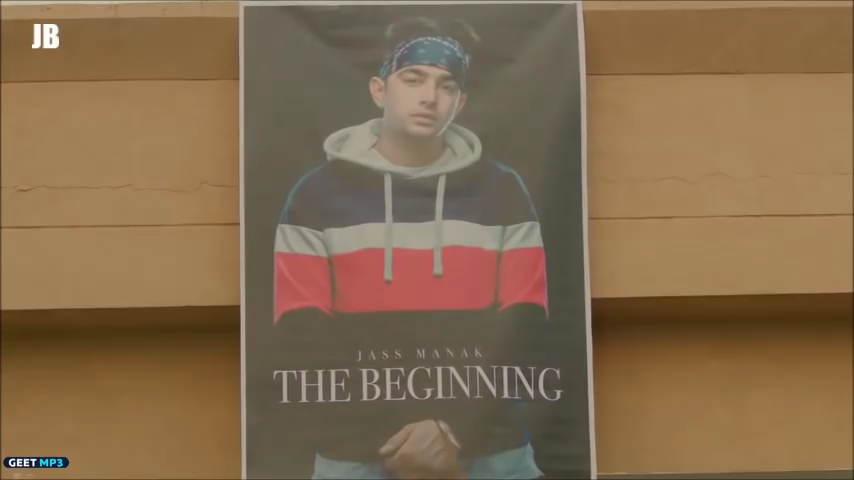 JB
JASS MANAK
THE BEGINNING
GEET MP3